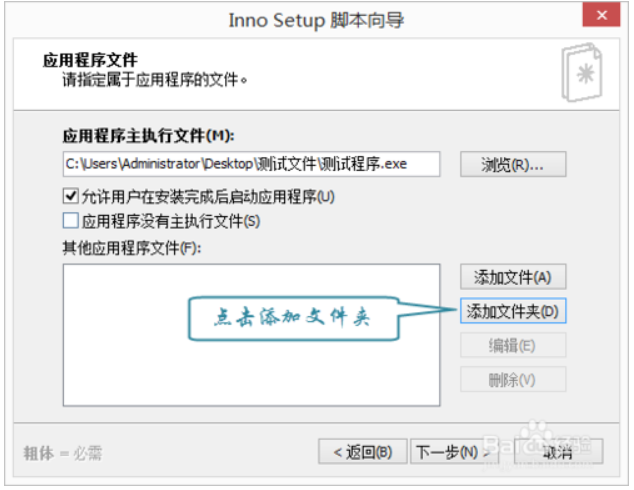 Inno Setup 脚本向导
应用程序文件
请指定属于应用程序的文件。
应用程序主执行文件(M):
C:\Users\Administrator\Desktop\测试文件\测试程序.exe
浏览(R)...
允许用户在安装完成后启动应用程序(U)
应用程序没有主执行文件(S)
其他应用程序文件(F):
添加文件(A)
点击添加文件夹
添加文件夹(D)
编辑(E)
删除(V)
粗体 = 必需
< 返回(B)
下一步(N) >
取消
Bai 经验